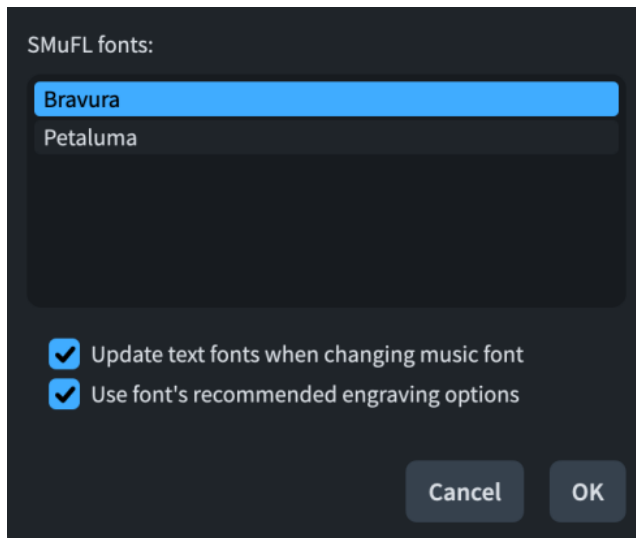 SMuFL fonts:
Bravura
Petaluma
Update text fonts when changing music font
Use font's recommended engraving options
Cancel OK